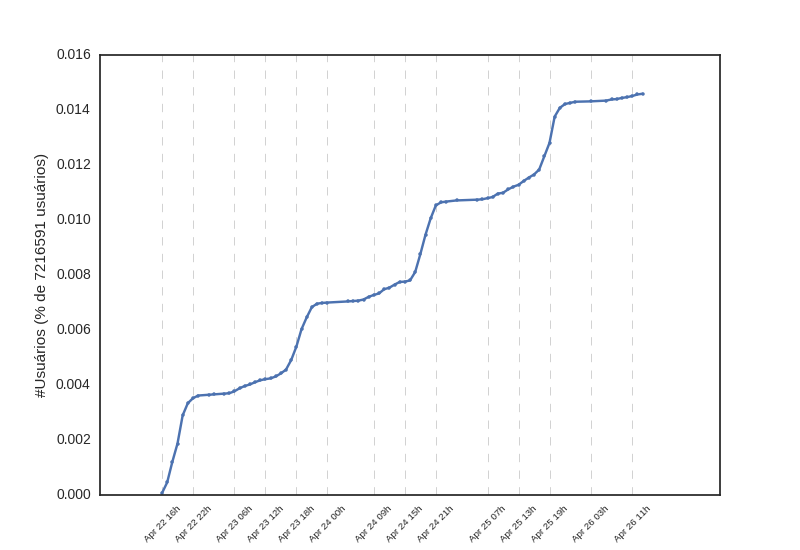 0.016
0.014
0.012
0.010
0.008
0.006
0.004
0.002
0.000
#Usuários (% de 7216591 usuários)
Apr 22 16h
Apr 22 22h
Apr 23 06h
Apr 23 12h
Apr 23 18h
Apr 24 00h
Apr 24 09h
Apr 24 15h
Apr 24 21h
Apr 25 07h
Apr 25 13h
Apr 25 19h
Apr 26 03h
Apr 26 11h